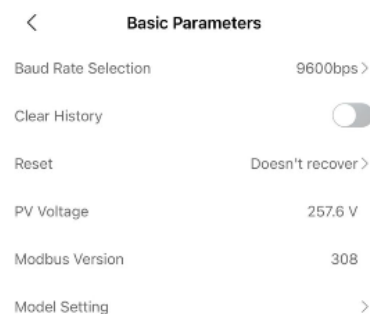 Basic Parameters
Baud Rate Selection 9600bps
Clear History
Reset Doesn't recover
PV Voltage 257.6 V
Modbus Version 308
Model Setting